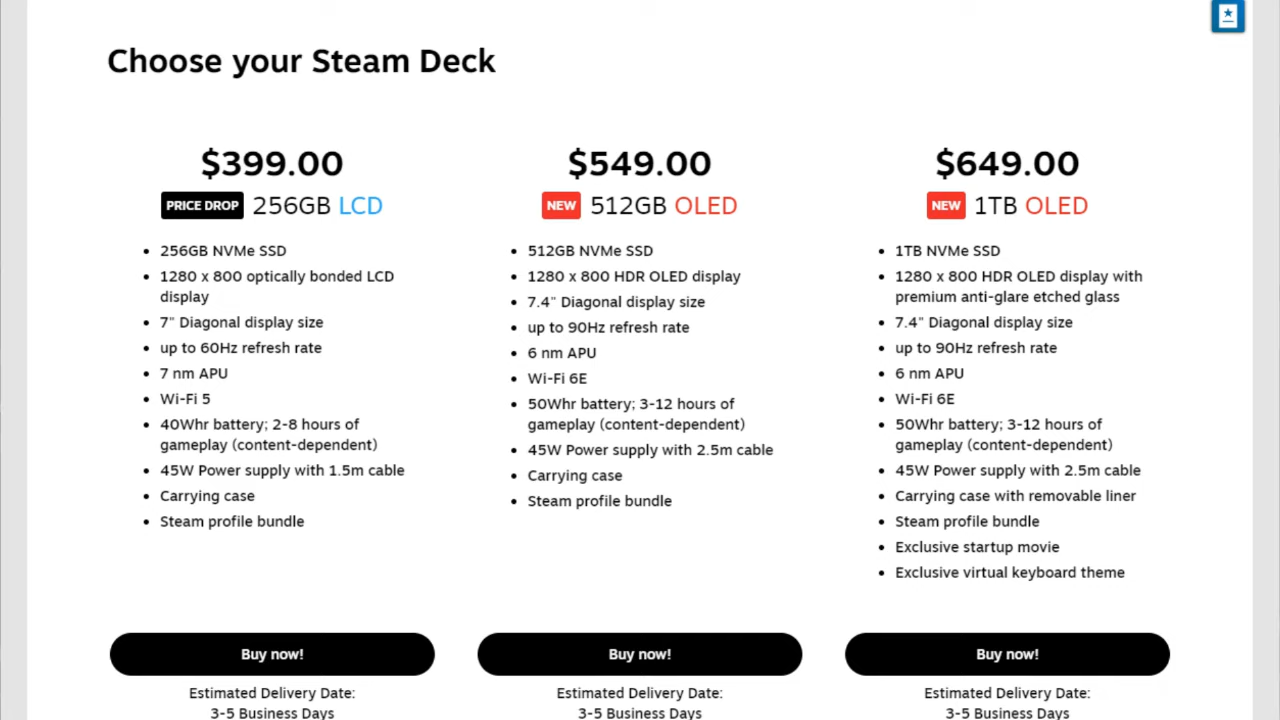 Choose your Steam Deck
$399.00
PRICE DROP 256GB LCD
256GB NVMe SSD
1280 x 800 optically bonded LCD
display
7" Diagonal display size
up to 60Hz refresh rate
7 nm APU
Wi-Fi 5
40Whr battery; 2-8 hours of
gameplay (content-dependent)
45W Power supply with 1.5m cable
Carrying case
Steam profile bundle
Buy now!
Estimated Delivery Date:
3-5 Business Days
$549.00
NEW 512GB OLED
512GB NVMe SSD
1280 x 800 HDR OLED display
7.4" Diagonal display size
up to 90Hz refresh rate
6 nm APU
Wi-Fi 6E
50Whr battery; 3-12 hours of
gameplay (content-dependent)
45W Power supply with 2.5m cable
Carrying case
Steam profile bundle
Buy now!
Estimated Delivery Date:
3-5 Business Days
$649.00
NEW 1TB OLED
1TB NVMe SSD
1280 x 800 HDR OLED display with
premium anti-glare etched glass
7.4" Diagonal display size
up to 90Hz refresh rate
6 nm APU
Wi-Fi 6E
50Whr battery; 3-12 hours of
gameplay (content-dependent)
45W Power supply with 2.5m cable
Carrying case with removable liner
Steam profile bundle
Exclusive startup movie
Exclusive virtual keyboard theme
Buy now!
Estimated Delivery Date:
3-5 Business Days